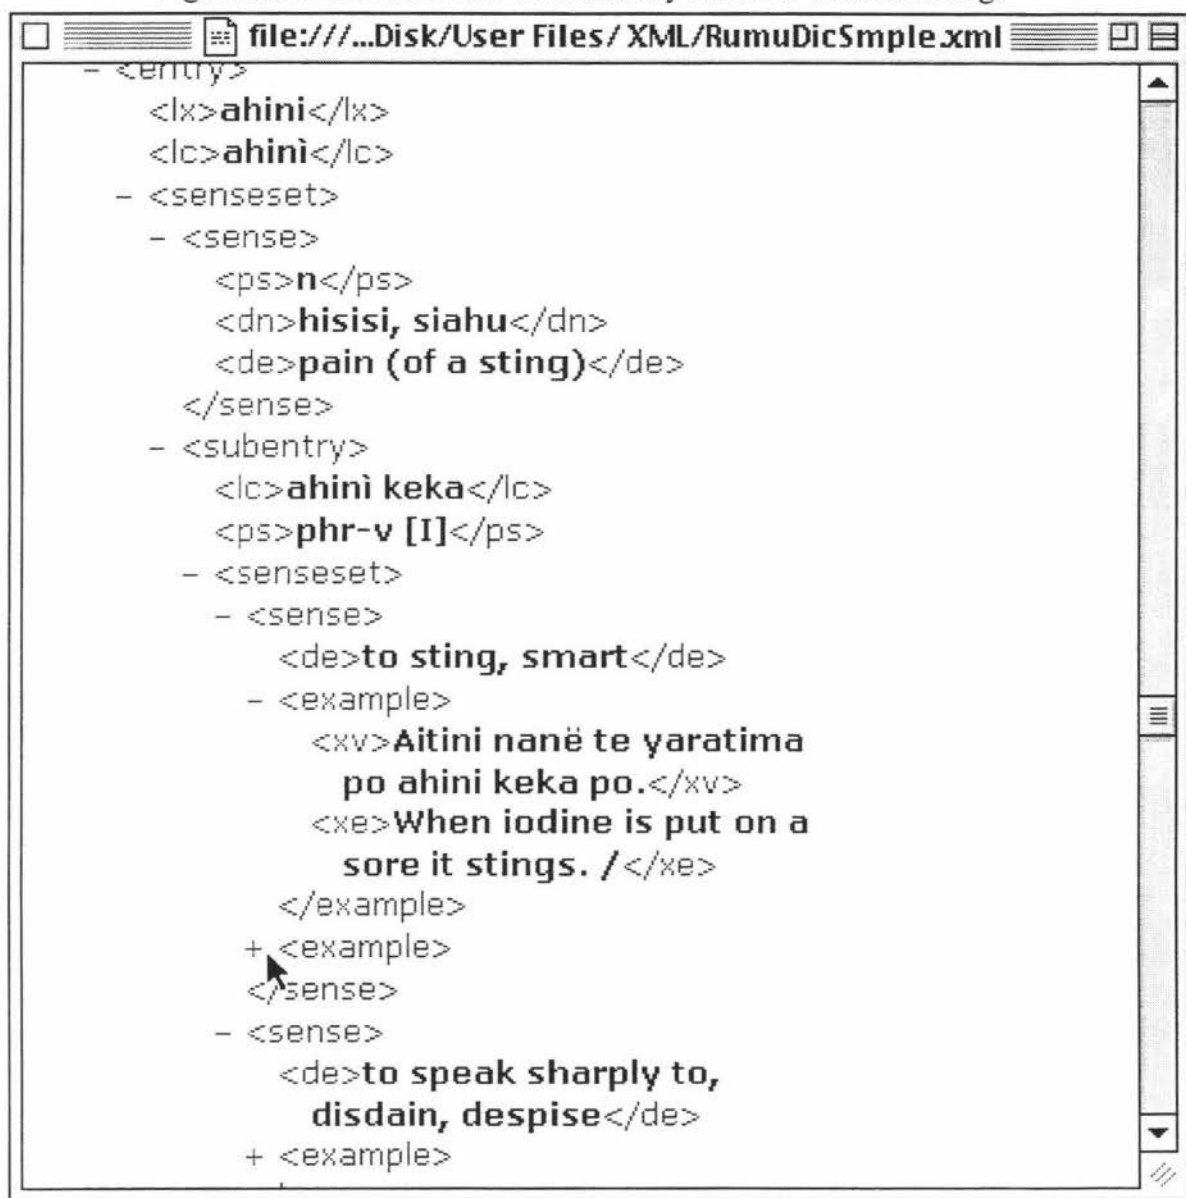 file:///...Disk/User Files/ XML/RumuDicSmple.xml
– <entry>
<lx>ahini</lx>
<lc>ahinì</lc>
– <senseset>
– <sense>
<ps>n</ps>
<dn>hisisi, siahu</dn>
<de>pain (of a sting)</de>
</sense>
– <subentry>
<lc>ahinì keka</lc>
<ps>phr-v [I]</ps>
– <senseset>
– <sense>
<de>to sting, smart</de>
– <example>
<xv>Aitini nanë te yaratima
po ahini keka po.</xv>
<xe>When iodine is put on a
sore it stings. /</xe>
</example>
+ <example>
</sense>
– <sense>
<de>to speak sharply to,
disdain, despise</de>
+ <example>